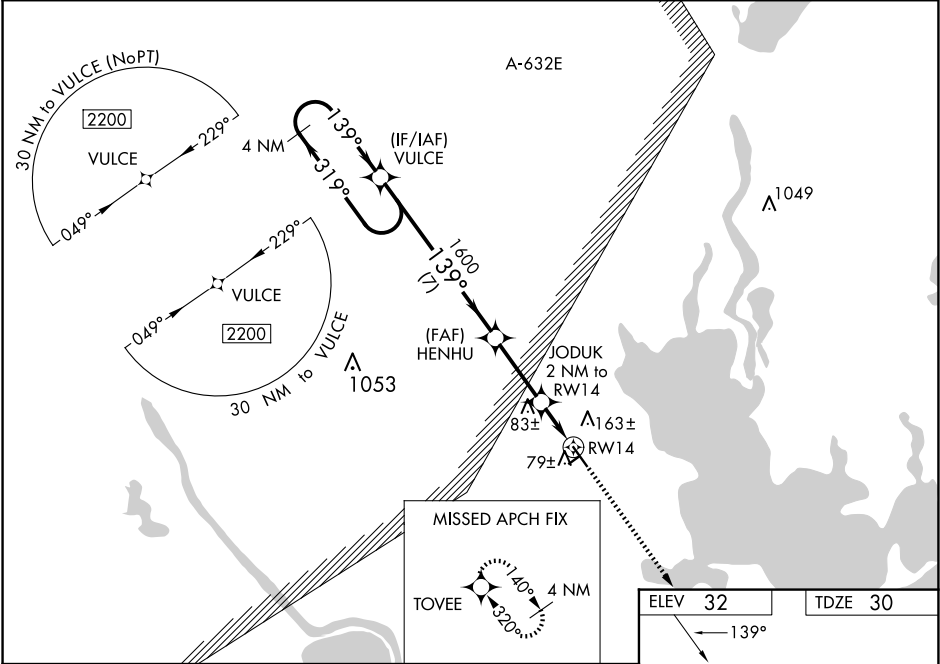 A-632E
30 NM to VULCE (NoPT)
2200
VULCE
229°
049°
4 NM
139°
319°
(IF/IAF)
VULCE
1049
229°
049°
VULCE
2200
30 NM to VULCE
1600
139°
(7)
1053
(FAF)
HENHU
JODUK
2 NM to
RW14
83±
163±
79±
RW14
MISSED APCH FIX
TOVEE
140°
320°
4 NM
ELEV 32
TDZE 30
139°